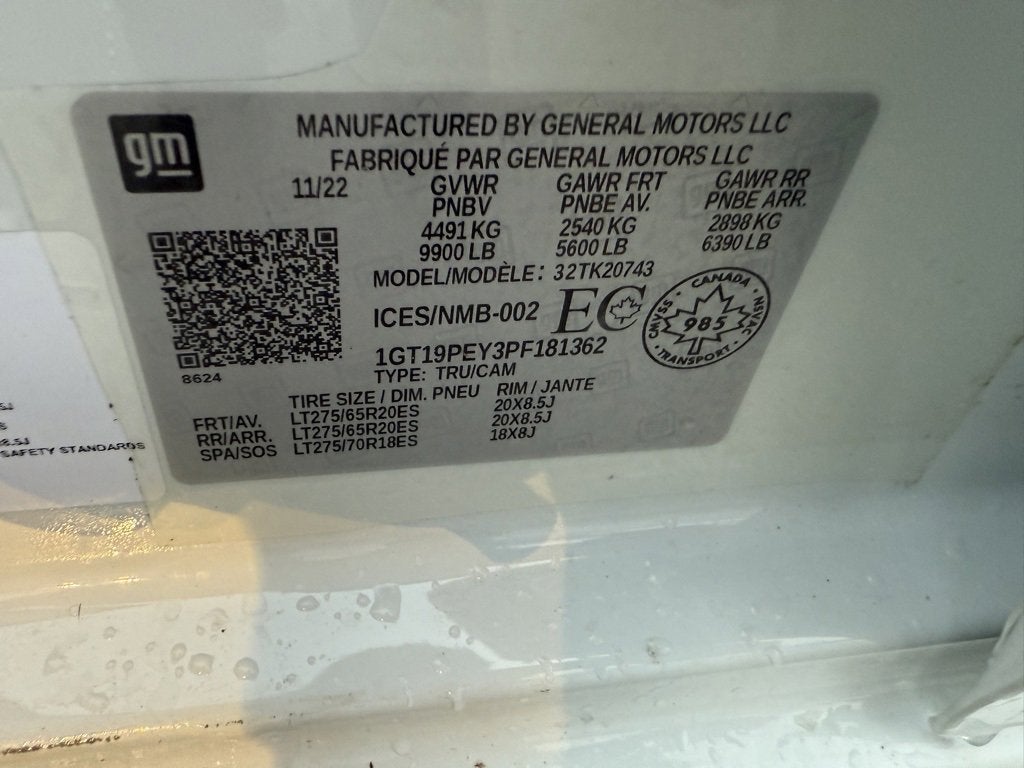 gm
MANUFACTURED BY GENERAL MOTORS LLC
FABRIQUÉ PAR GENERAL MOTORS LLC
11/22 GVWR GAWR FRT GAWR RR
PNBV PNBE AV. PNBE ARR.
4491 KG 2540 KG 2898 KG
9900 LB 5600 LB 6390 LB
MODEL/MODÈLE: 32TK20743
ICES/NMB-002 EC
CANADA
CMVSS 985 NSVAC
TRANSPORT
1GT19PEY3PF181362
TYPE: TRU/CAM
8624
TIRE SIZE / DIM. PNEU RIM / JANTE
FRT/AV. LT275/65R20ES 20X8.5J
RR/ARR. LT275/65R20ES 20X8.5J
SPA/SOS LT275/70R18ES 18X8J
SAFETY STANDARDS